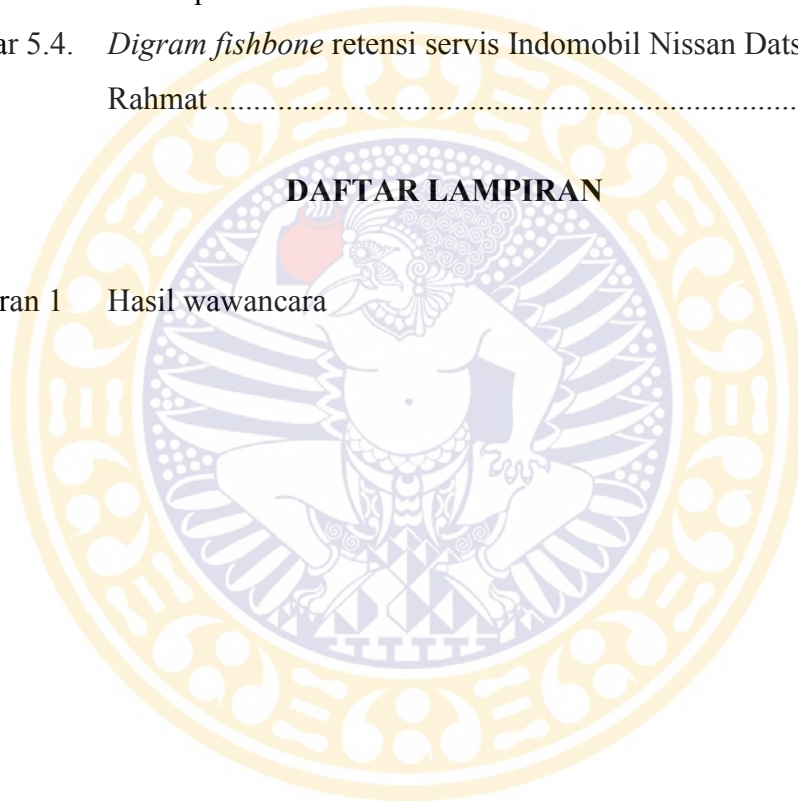 ar 5.4. Digram fishbone retensi servis Indomobil Nissan Dats
Rahmat ......................................................................
DAFTAR LAMPIRAN
ran 1 Hasil wawancara